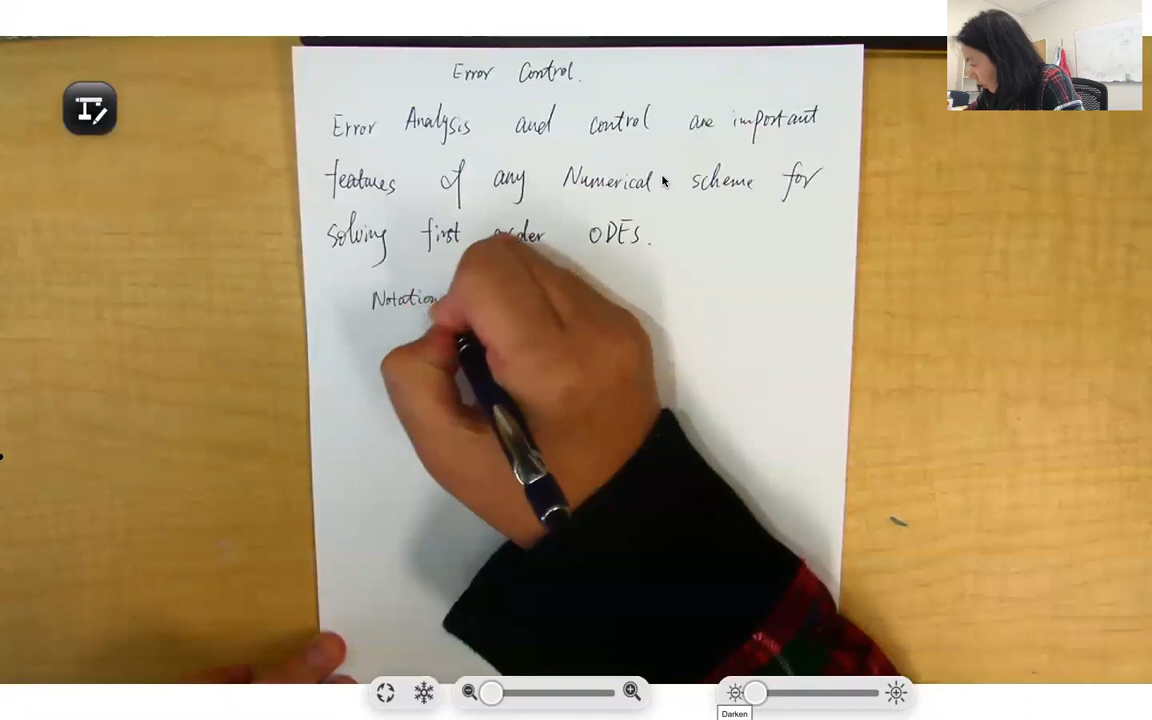 Error Control.
Error Analysis and control are important
features of any Numerical scheme for
solving first order ODEs.
Notation
Darken